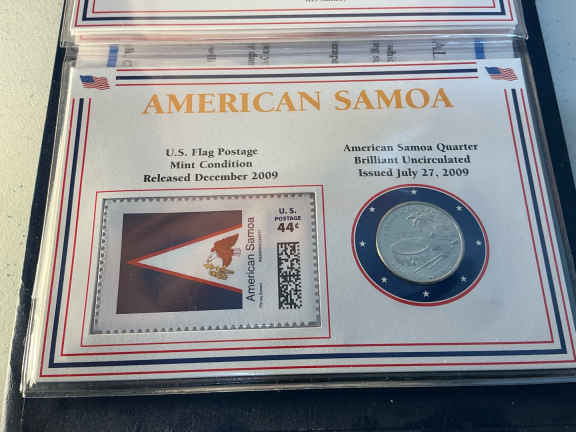 AMERICAN SAMOA
U.S. Flag Postage
Mint Condition
Released December 2009
American Samoa Quarter
Brilliant Uncirculated
Issued July 27, 2009
U.S.
POSTAGE
44¢
American Samoa